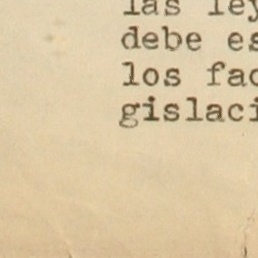 las ley
debe es
los fac
gislaci